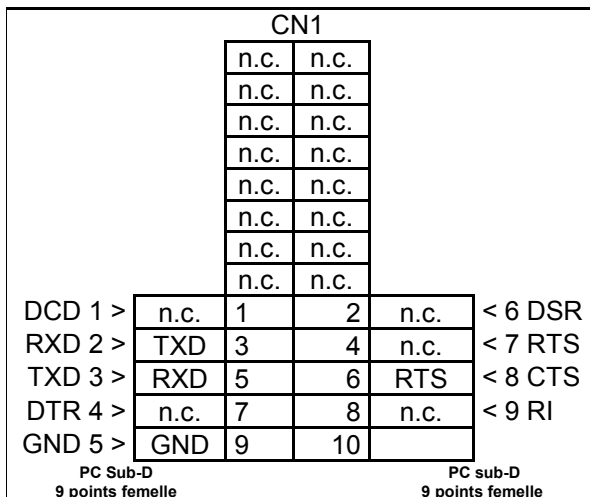 CN1
n.c. n.c.
n.c. n.c.
n.c. n.c.
n.c. n.c.
n.c. n.c.
n.c. n.c.
n.c. n.c.
n.c. n.c.
DCD 1 > n.c. 1 2 n.c. < 6 DSR
RXD 2 > TXD 3 4 n.c. < 7 RTS
TXD 3 > RXD 5 6 RTS < 8 CTS
DTR 4 > n.c. 7 8 n.c. < 9 RI
GND 5 > GND 9 10
PC Sub-D PC sub-D
9 points femelle 9 points femelle